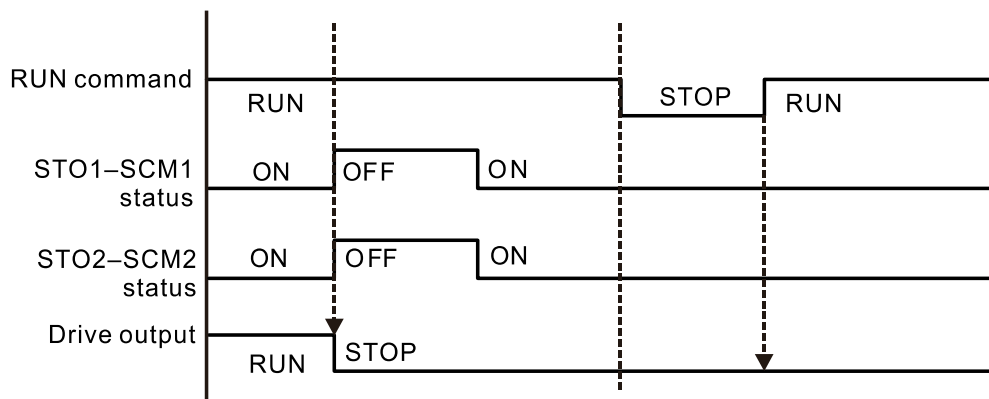 RUN command
RUN
STOP
RUN
STO1–SCM1
status
ON
OFF
ON
STO2–SCM2
status
ON
OFF
ON
Drive output
RUN
STOP